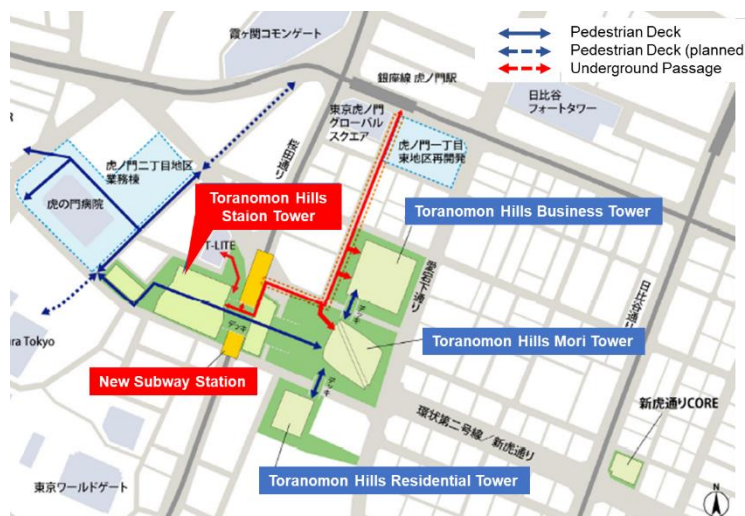 霞ヶ関コモンゲート
Pedestrian Deck
Pedestrian Deck (planned
Underground Passage
銀座線 虎ノ門駅
日比谷
フォートタワー
東京虎ノ門
グローバル
スクエア
虎ノ門一丁目
東地区再開発
桜田通り
虎ノ門二丁目地区
業務棟
虎の門病院
Toranomon Hills
Staion Tower
Toranomon Hills Business Tower
T-LITE
愛宕下通り
日比谷通り
デッキ
デッキ
Toranomon Hills Mori Tower
ra Tokyo
New Subway Station
デッキ
新虎通りCORE
環状第二号線／新虎通り
Toranomon Hills Residential Tower
東京ワールドゲート
N